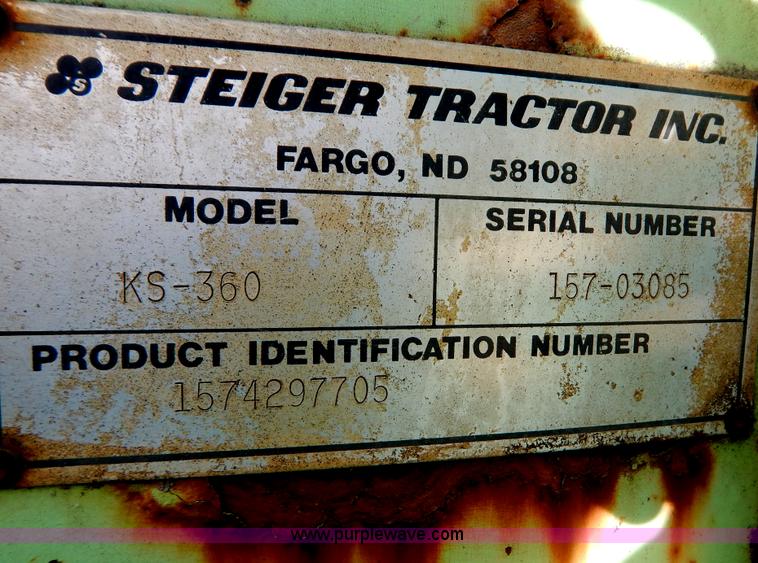 S STEIGER TRACTOR INC.
FARGO, ND 58108
MODEL
KS-360
SERIAL NUMBER
157-03085
PRODUCT IDENTIFICATION NUMBER
1574297705
www.purplewave.com